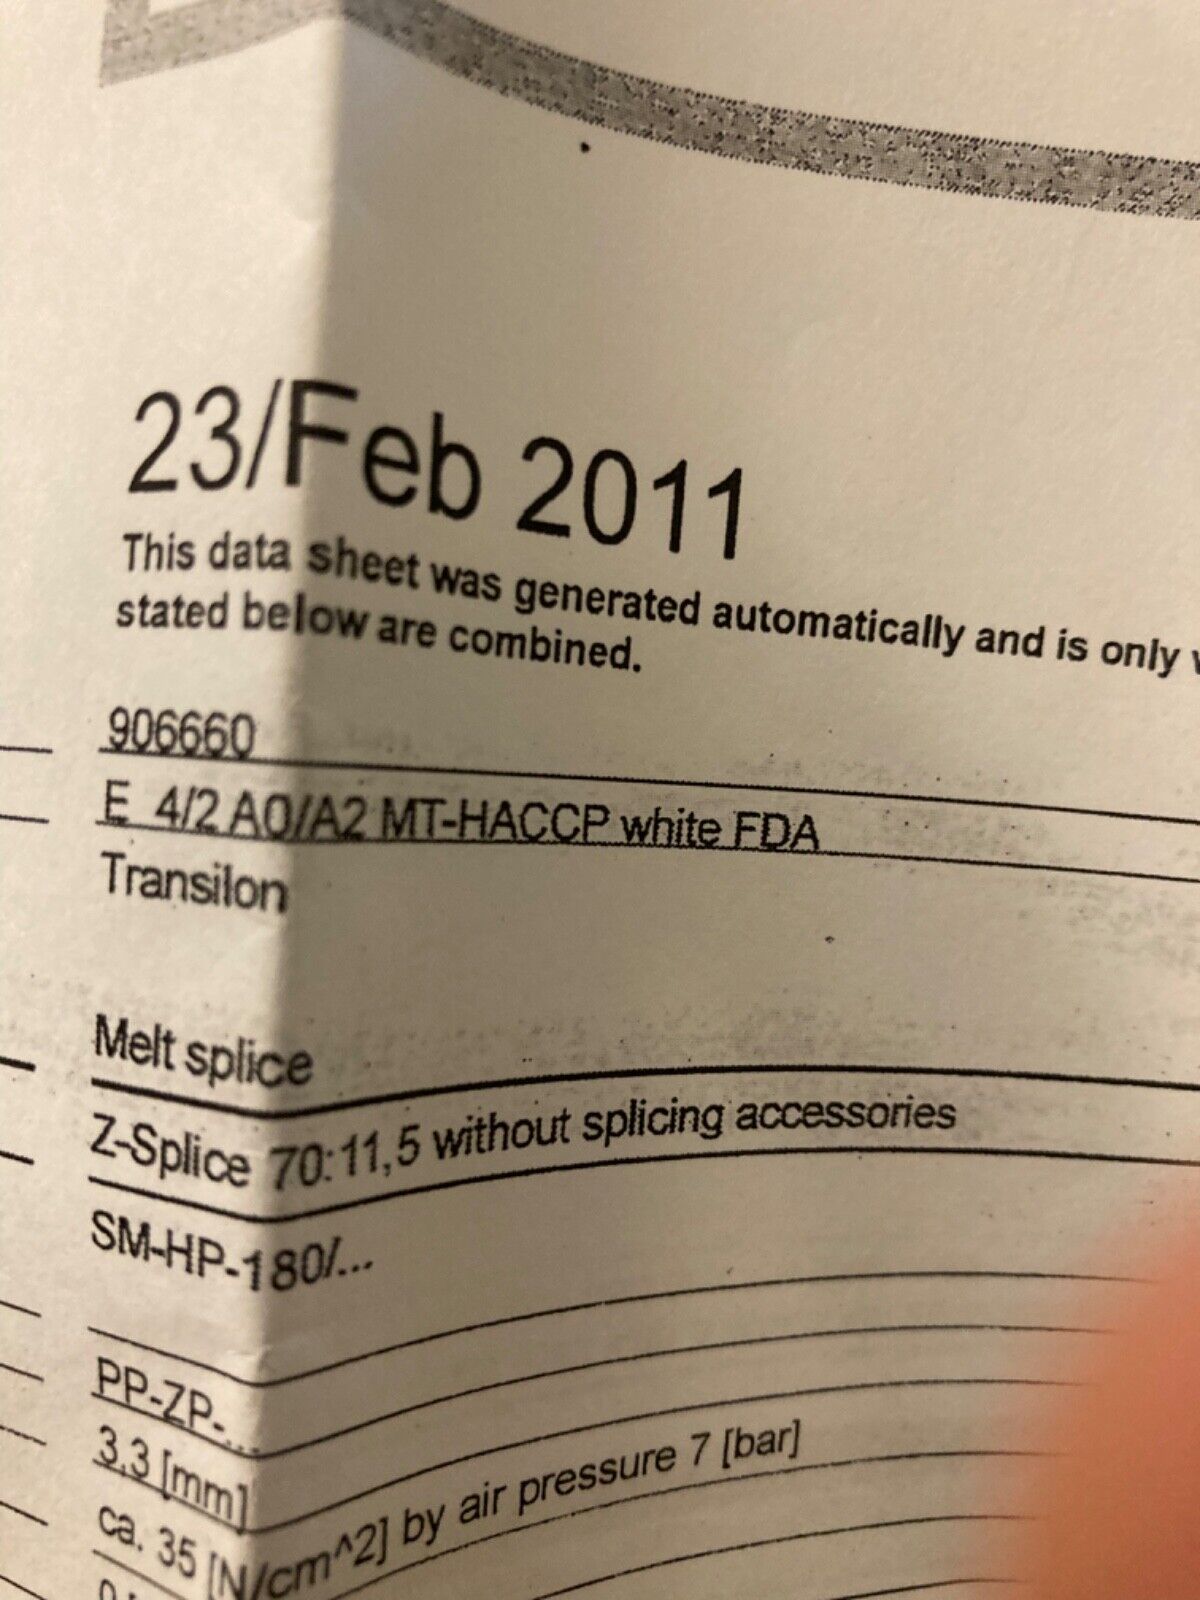 23/Feb 2011
This data sheet was generated automatically and is only
stated below are combined.
906660
E 4/2 A0/A2 MT-HACCP white FDA
Transilon
Melt splice
Z-Splice 70:11,5 without splicing accessories
SM-HP-180/...
PP-ZP-...
3,3 [mm]
ca. 35 [N/cm^2] by air pressure 7 [bar]